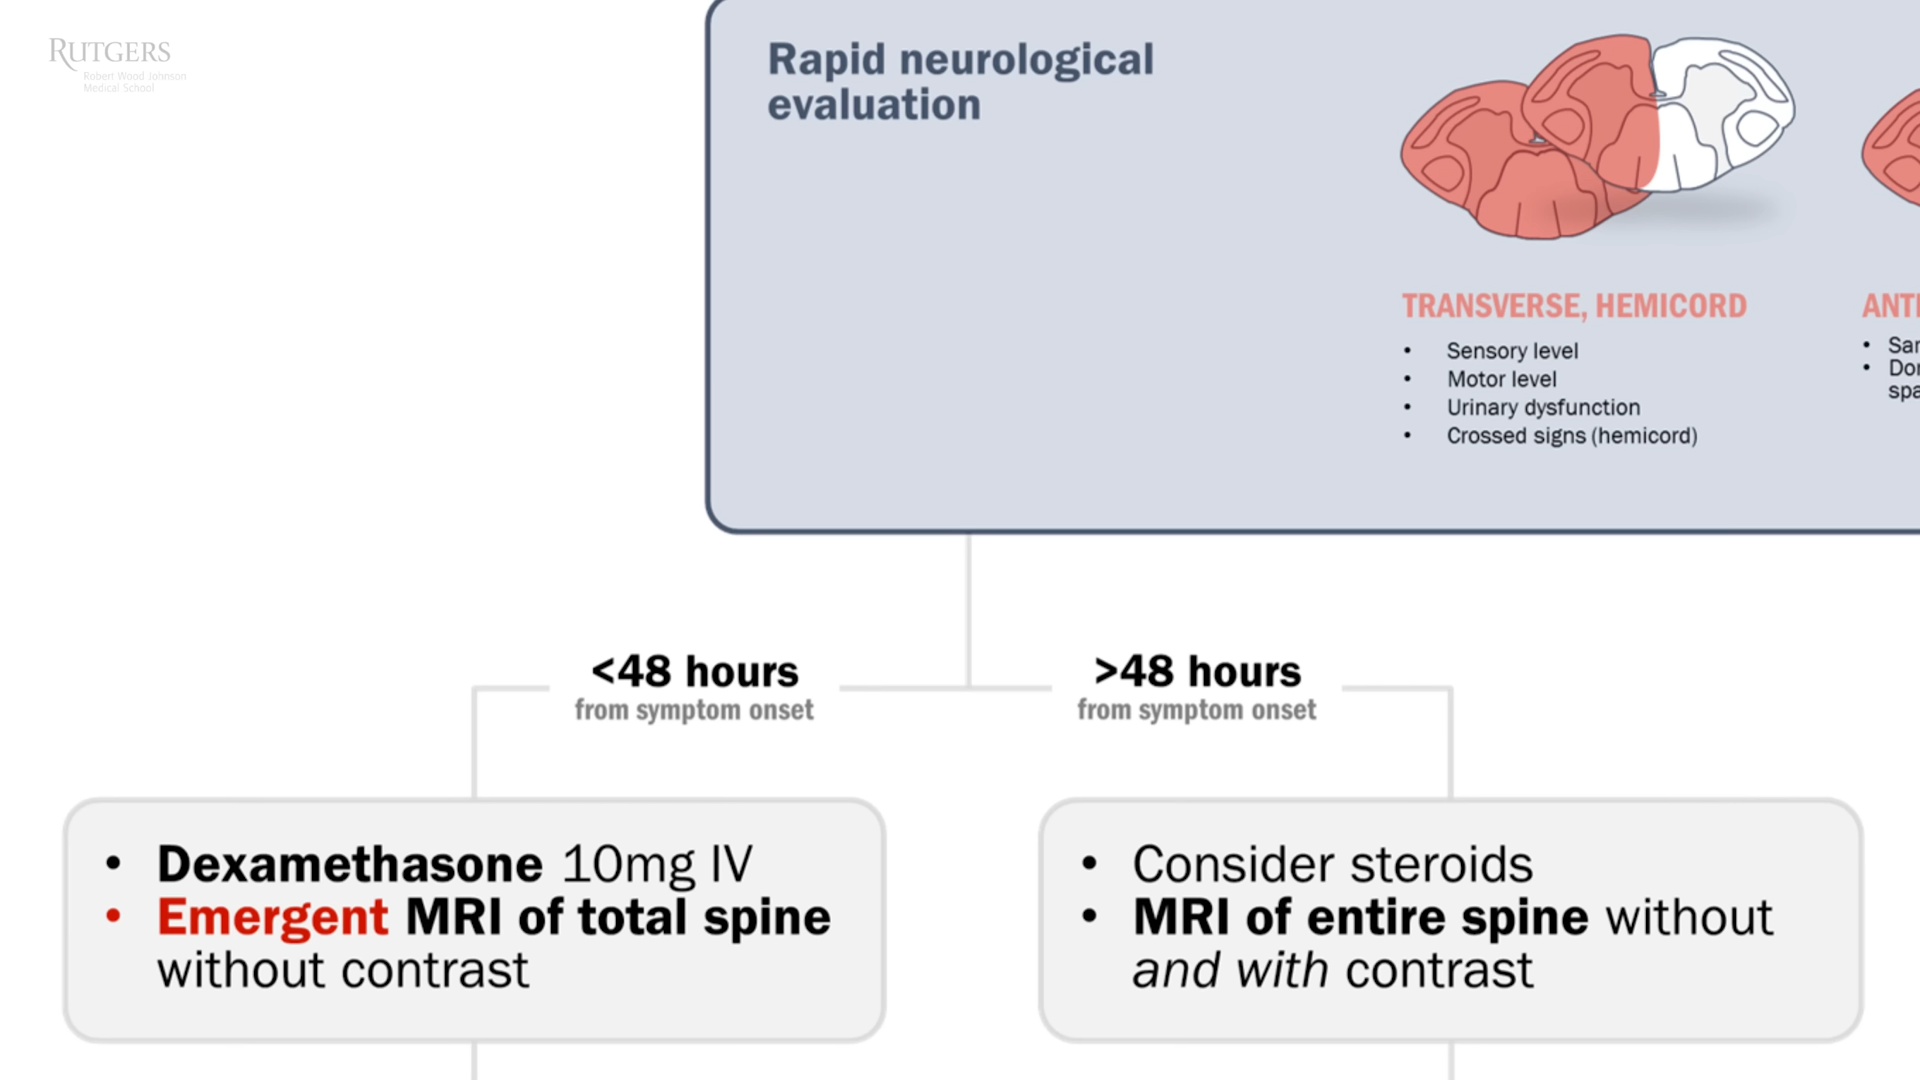 RUTGERS
Robert Wood Johnson
Medical School
Rapid neurological
evaluation
TRANSVERSE, HEMICORD
• Sensory level
• Motor level
• Urinary dysfunction
• Crossed signs (hemicord)
<48 hours
from symptom onset
>48 hours
from symptom onset
• Dexamethasone 10mg IV
• Emergent MRI of total spine
without contrast
• Consider steroids
• MRI of entire spine without
and with contrast